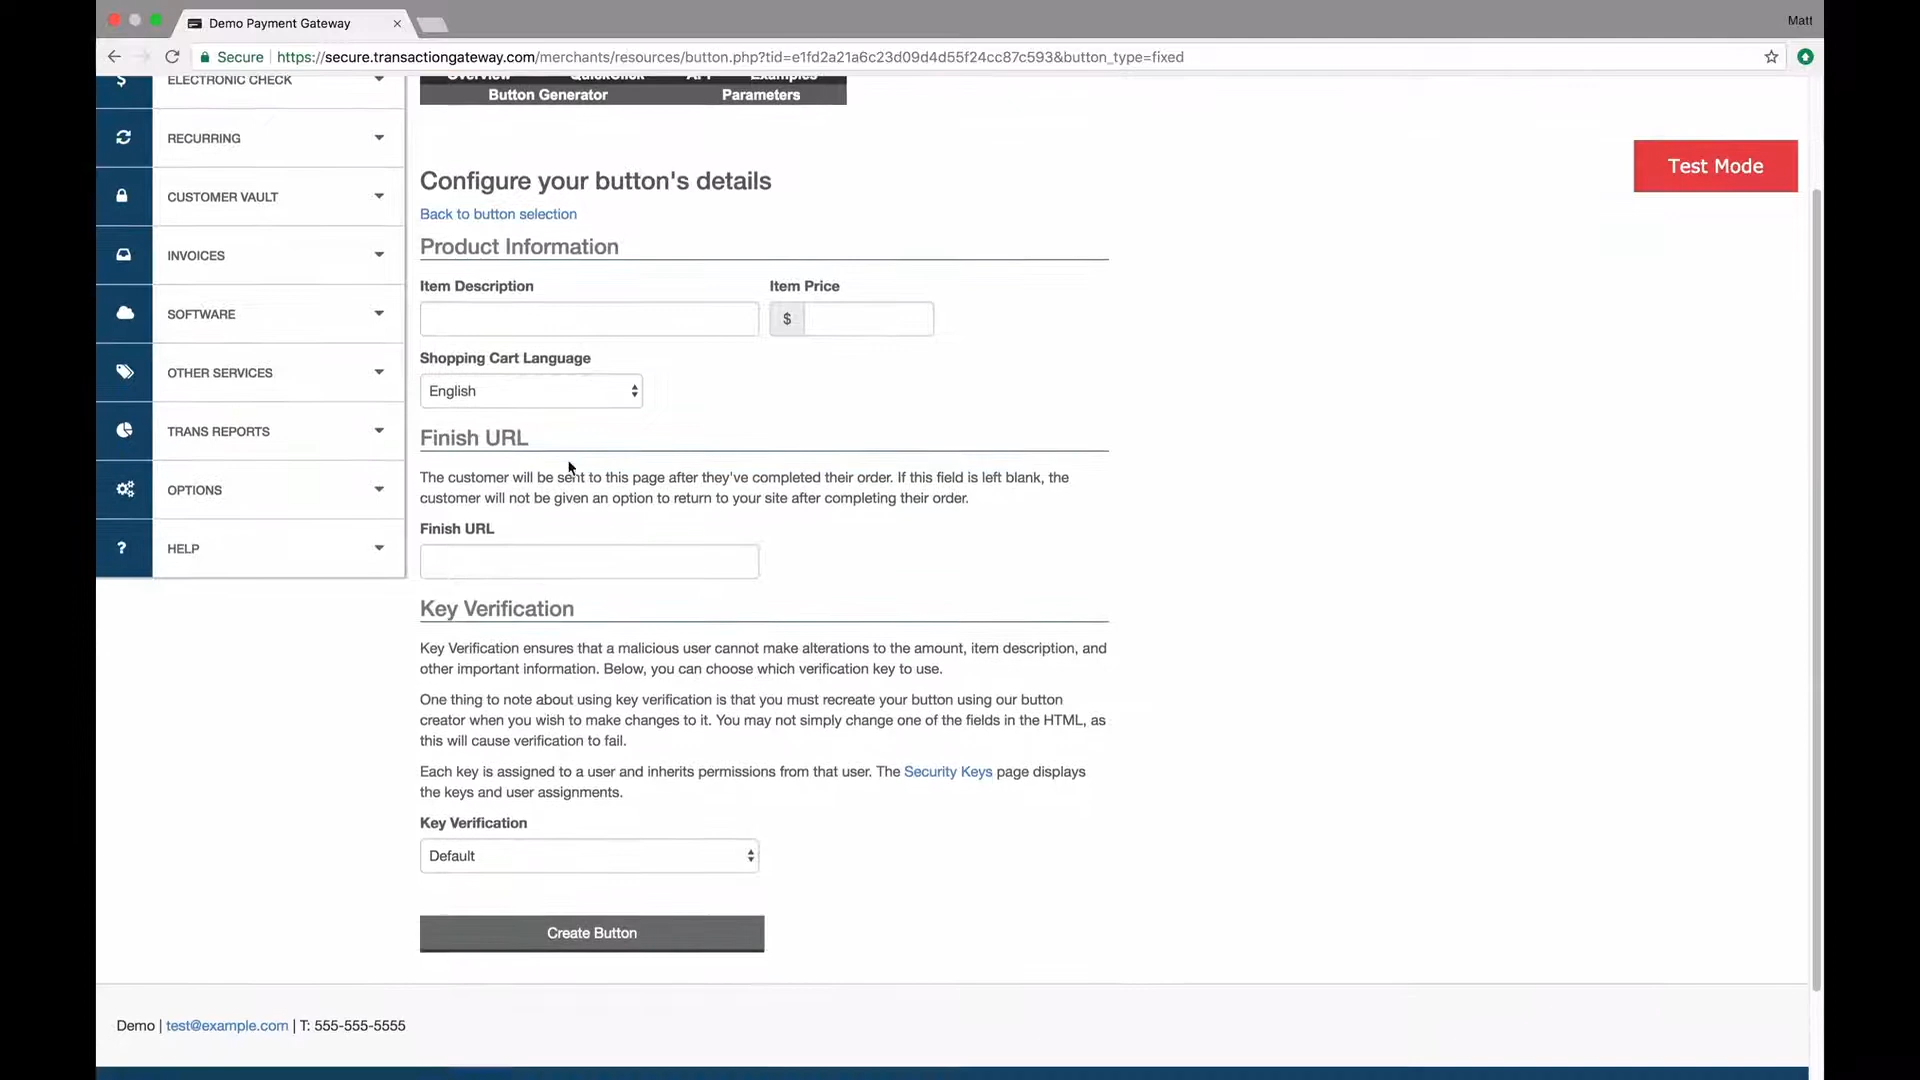 Demo Payment Gateway
Matt
Secure https://secure.transactiongateway.com/merchants/resources/button.php?tid=e1fd2a21a6c23d09d4d55f24cc87c593&button_type=fixed
$ ELECTRONIC CHECK
RECURRING
CUSTOMER VAULT
INVOICES
SOFTWARE
OTHER SERVICES
TRANS REPORTS
OPTIONS
? HELP
Overview QuickClick API Examples
Button Generator Parameters
Test Mode
Configure your button's details
Back to button selection
Product Information
Item Description Item Price
$
Shopping Cart Language
English
Finish URL
The customer will be sent to this page after they've completed their order. If this field is left blank, the
customer will not be given an option to return to your site after completing their order.
Finish URL
Key Verification
Key Verification ensures that a malicious user cannot make alterations to the amount, item description, and
other important information. Below, you can choose which verification key to use.
One thing to note about using key verification is that you must recreate your button using our button
creator when you wish to make changes to it. You may not simply change one of the fields in the HTML, as
this will cause verification to fail.
Each key is assigned to a user and inherits permissions from that user. The Security Keys page displays
the keys and user assignments.
Key Verification
Default
Create Button
Demo | test@example.com | T: 555-555-5555